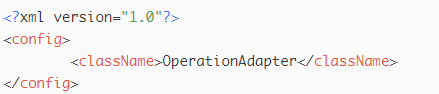 <?xml version="1.0"?>
<config>
        <className>OperationAdapter</className>
</config>